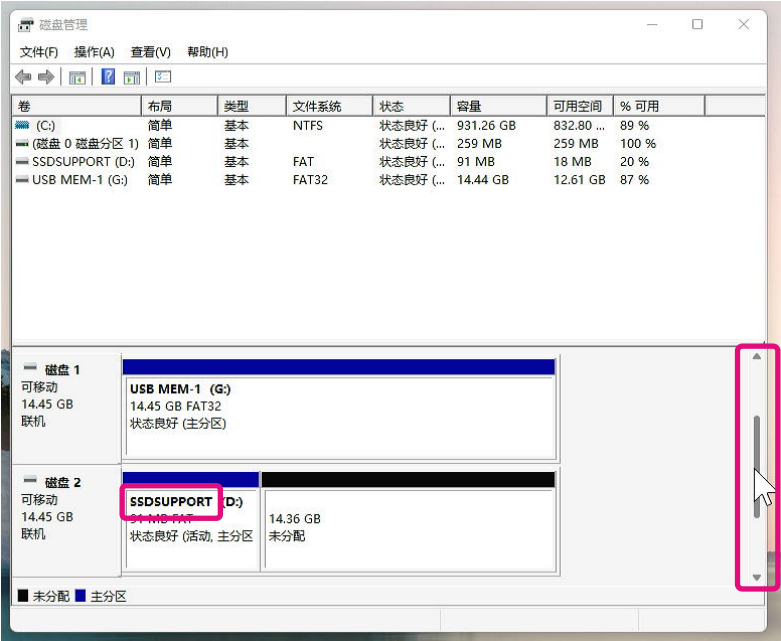 磁盘管理
文件(F) 操作(A) 查看(V) 帮助(H)
卷 布局 类型 文件系统 状态 容量 可用空间 % 可用
(C:) 简单 基本 NTFS 状态良好 (... 931.26 GB 832.80 ... 89 %
(磁盘 0 磁盘分区 1) 简单 基本 状态良好 (... 259 MB 259 MB 100 %
SSDSUPPORT (D:) 简单 基本 FAT 状态良好 (... 91 MB 18 MB 20 %
USB MEM-1 (G:) 简单 基本 FAT32 状态良好 (... 14.44 GB 12.61 GB 87 %
磁盘 1
可移动
14.45 GB
联机
USB MEM-1 (G:)
14.45 GB FAT32
状态良好 (主分区)
磁盘 2
可移动
14.45 GB
联机
SSDSUPPORT (D:)
91 MB FAT
状态良好 (活动, 主分区
14.36 GB
未分配
未分配 主分区